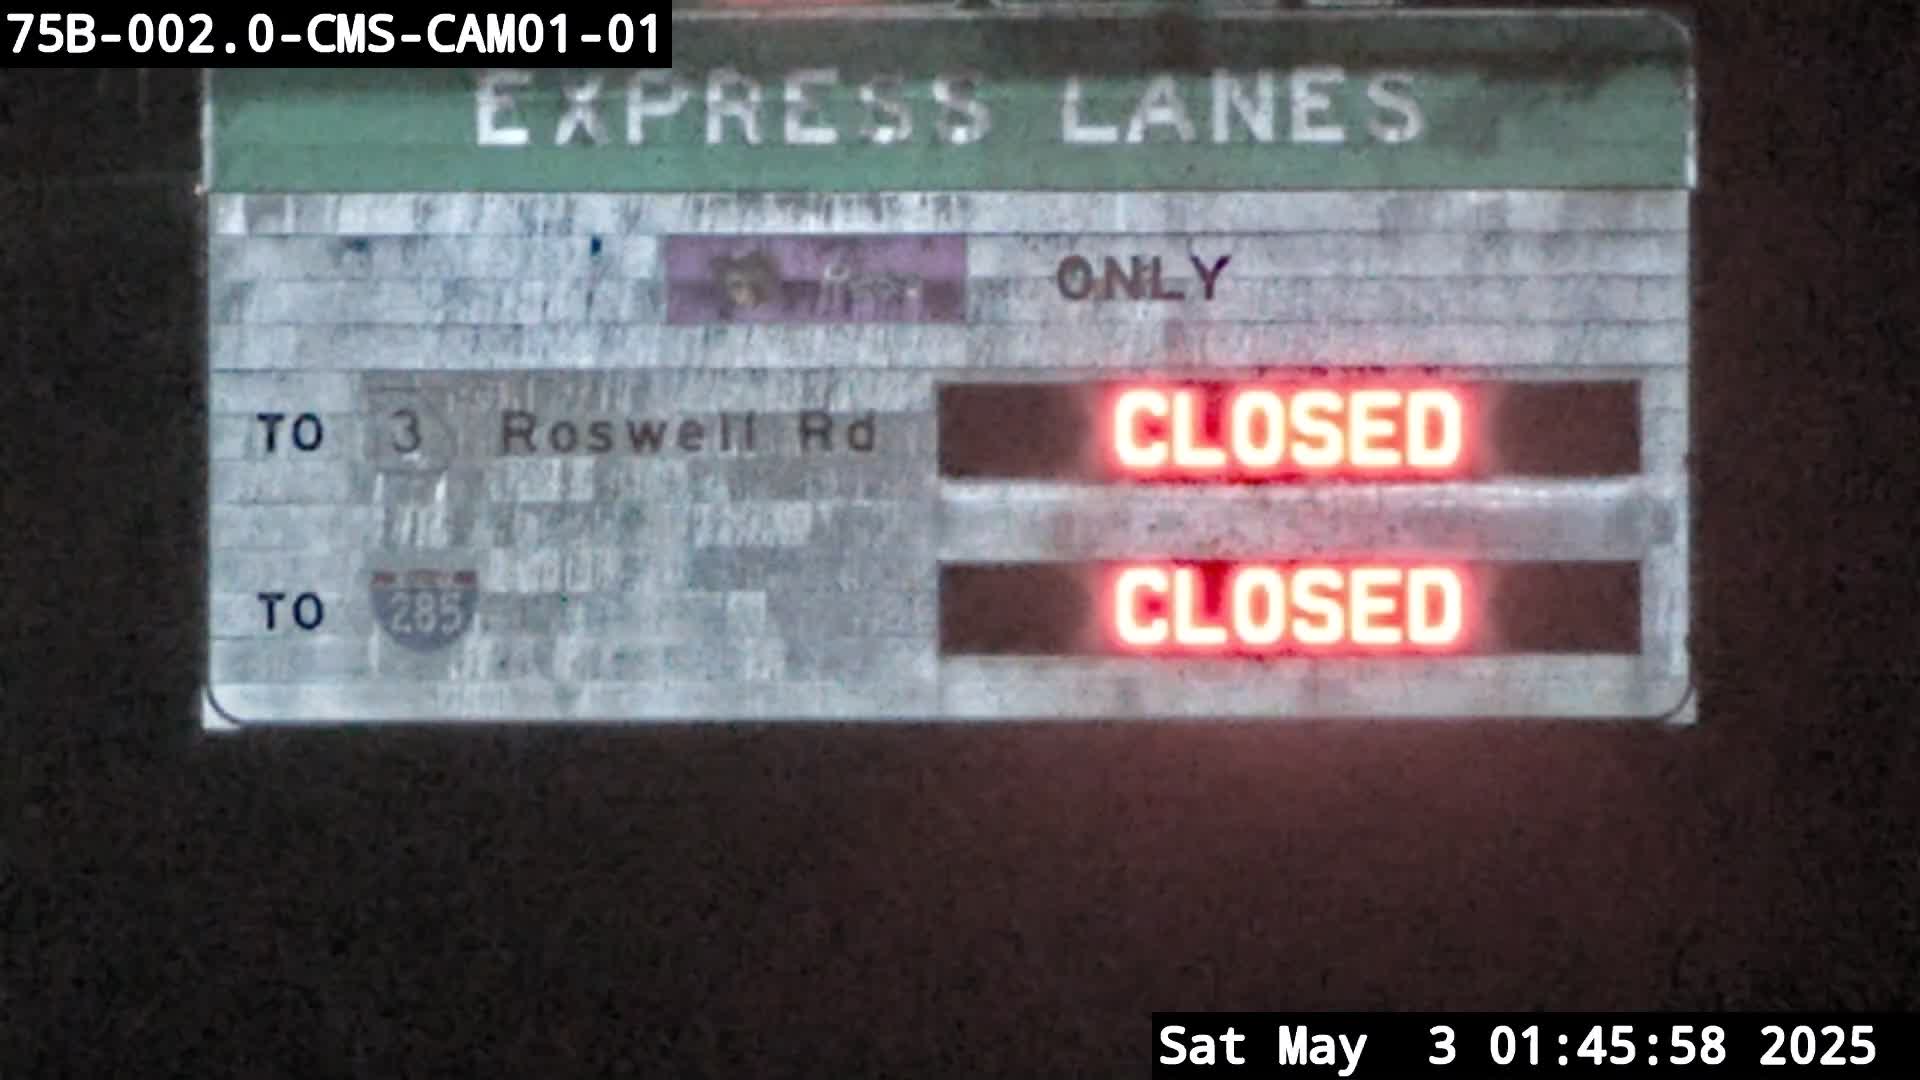 75B-002.0-CMS-CAM01-01
EXPRESS LANES
ONLY
TO 3 Roswell Rd CLOSED
TO 285 CLOSED
Sat May 3 01:45:58 2025